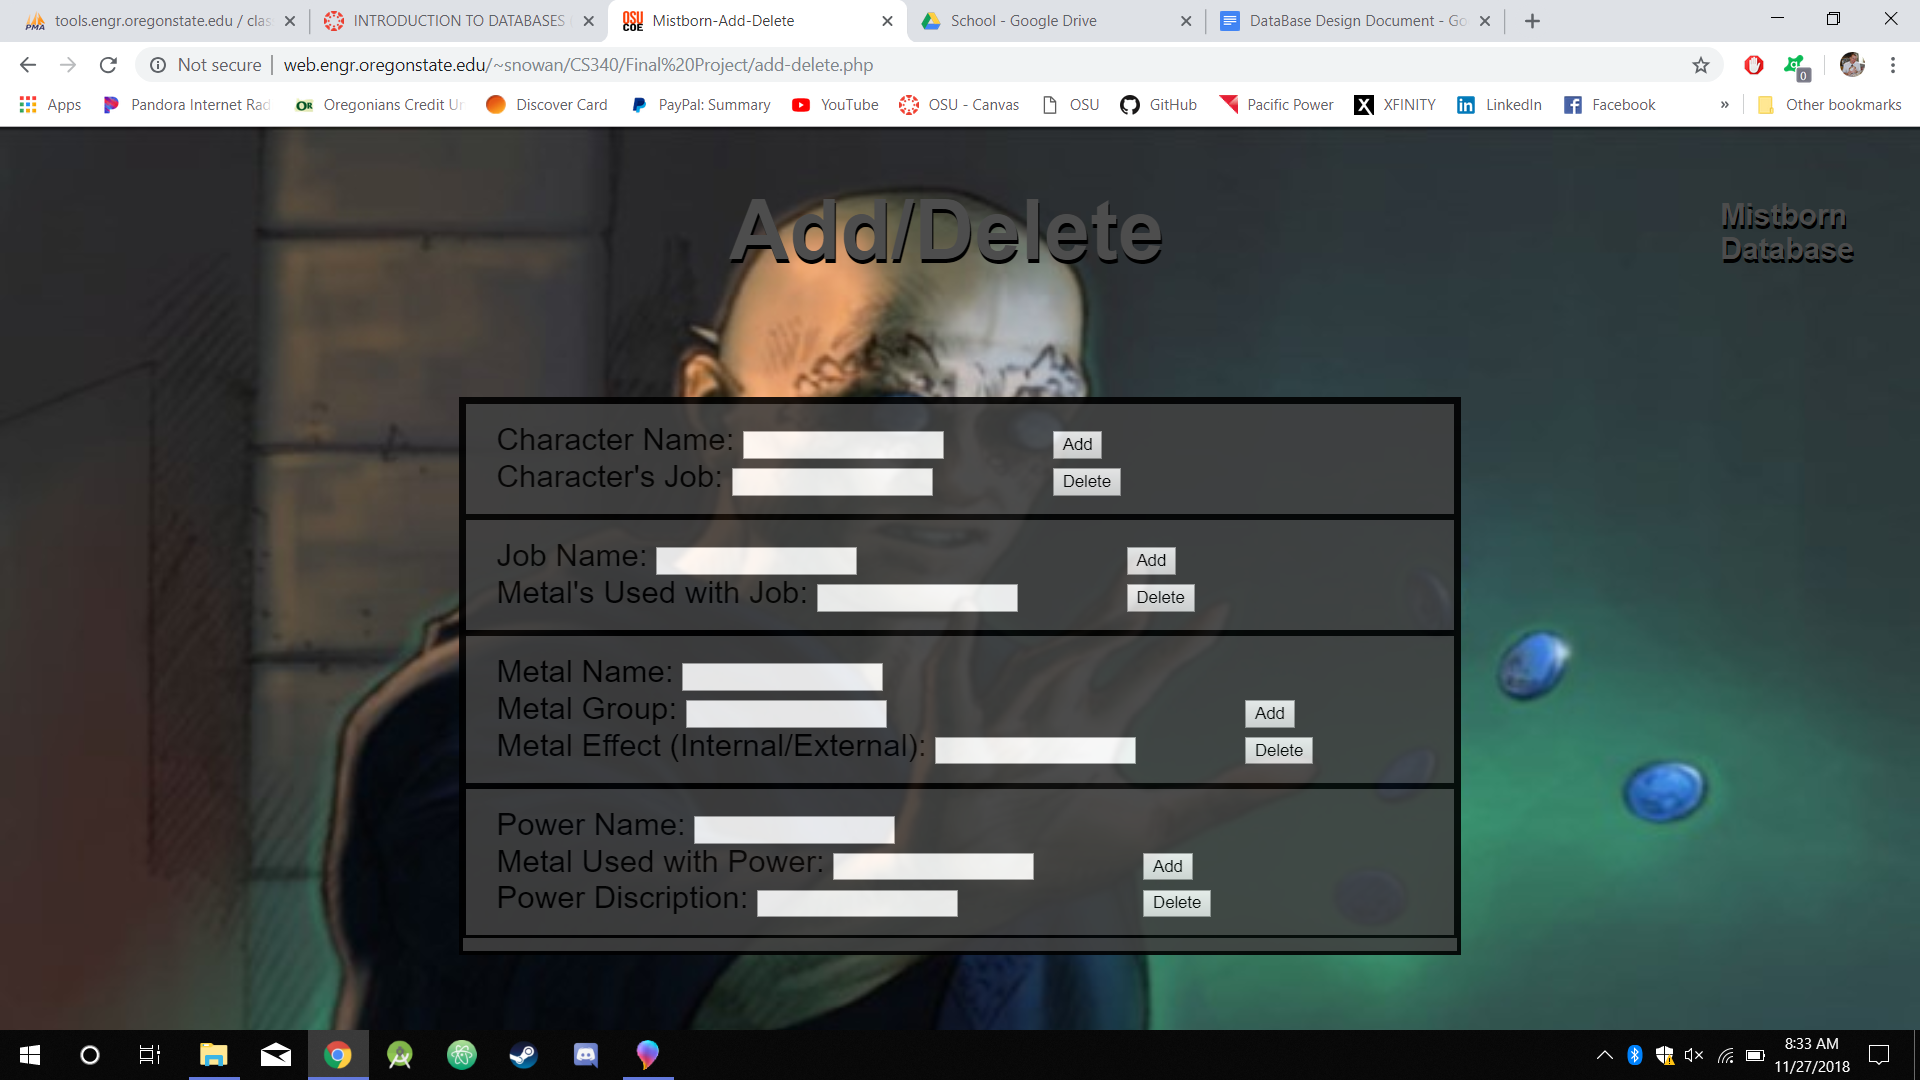 tools.engr.oregonstate.edu / clas
INTRODUCTION TO DATABASES (
Mistborn-Add-Delete
School - Google Drive
DataBase Design Document - Go
Not secure
web.engr.oregonstate.edu/~snowan/CS340/Final%20Project/add-delete.php
0
Apps
Pandora Internet Rad
Oregonians Credit Un
Discover Card
PayPal: Summary
YouTube
OSU - Canvas
OSU
GitHub
Pacific Power
XFINITY
LinkedIn
Facebook
»
Other bookmarks
Add/Delete
Mistborn
Database
Character Name:
Add
Character's Job:
Delete
Job Name:
Add
Metal's Used with Job:
Delete
Metal Name:
Metal Group:
Add
Metal Effect (Internal/External):
Delete
Power Name:
Metal Used with Power:
Add
Power Discription:
Delete
8:33 AM
11/27/2018